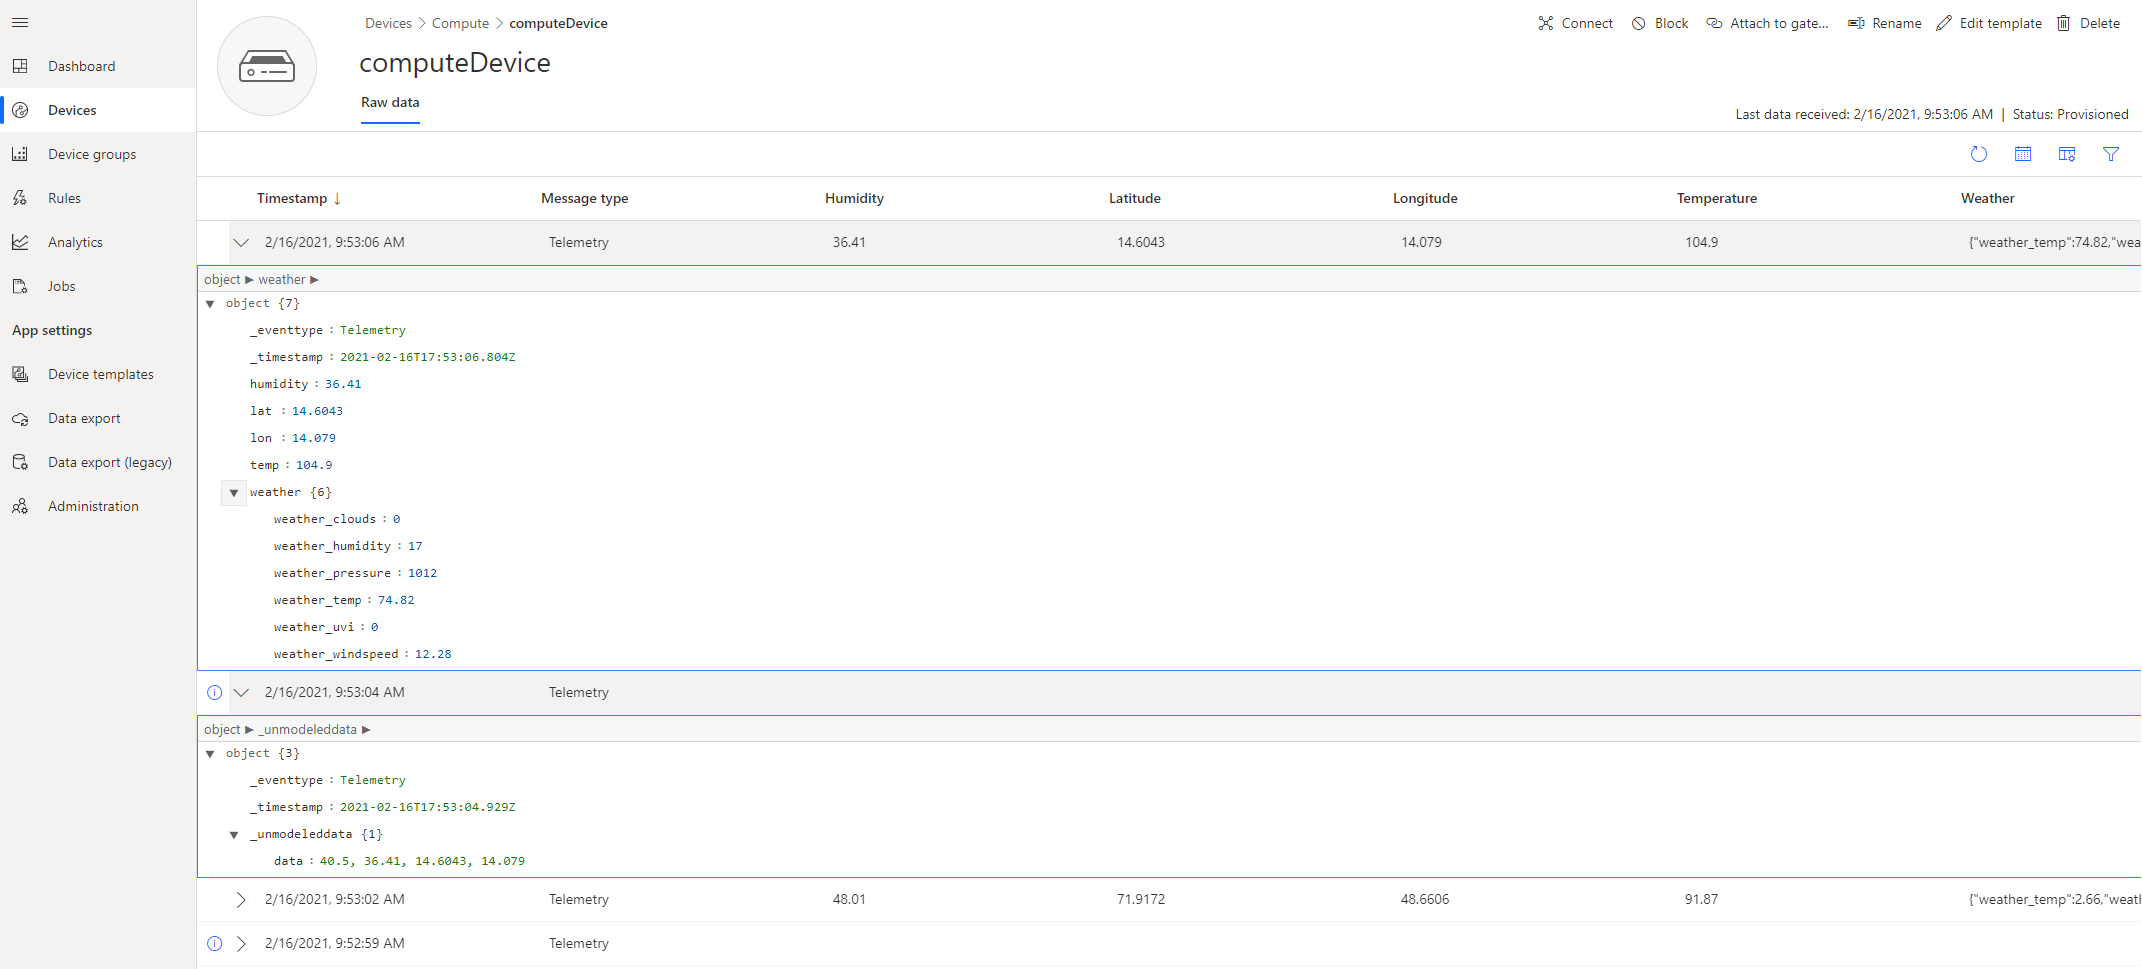 Devices > Compute > computeDevice
Connect Block Attach to gate... Rename Edit template Delete
computeDevice
Raw data
Last data received: 2/16/2021, 9:53:06 AM | Status: Provisioned
Dashboard
Devices
Device groups
Rules
Analytics
Jobs
App settings
Device templates
Data export
Data export (legacy)
Administration
Timestamp ↓ Message type Humidity Latitude Longitude Temperature Weather
2/16/2021, 9:53:06 AM Telemetry 36.41 14.6043 14.079 104.9 {"weather_temp":74.82,"wea
object ▶ weather ▶
▼ object {7}
_eventtype : Telemetry
_timestamp : 2021-02-16T17:53:06.804Z
humidity : 36.41
lat : 14.6043
lon : 14.079
temp : 104.9
▼ weather {6}
weather_clouds : 0
weather_humidity : 17
weather_pressure : 1012
weather_temp : 74.82
weather_uvi : 0
weather_windspeed : 12.28
2/16/2021, 9:53:04 AM Telemetry
object ▶ _unmodeleddata ▶
▼ object {3}
_eventtype : Telemetry
_timestamp : 2021-02-16T17:53:04.929Z
▼ _unmodeleddata {1}
data : 40.5, 36.41, 14.6043, 14.079
2/16/2021, 9:53:02 AM Telemetry 48.01 71.9172 48.6606 91.87 {"weather_temp":2.66,"weath
2/16/2021, 9:52:59 AM Telemetry